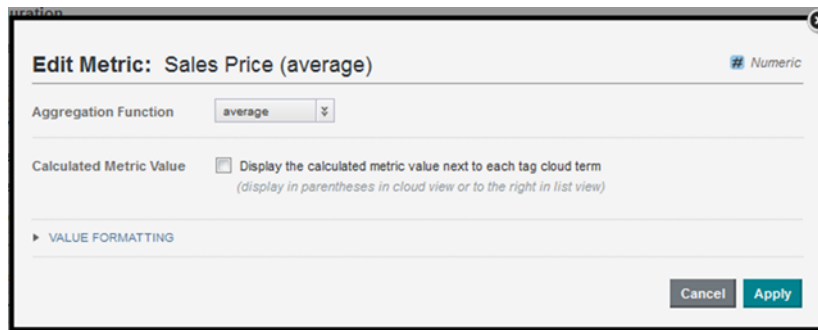 uration
Edit Metric: Sales Price (average)
# Numeric
Aggregation Function
average
Calculated Metric Value
Display the calculated metric value next to each tag cloud term
(display in parentheses in cloud view or to the right in list view)
VALUE FORMATTING
Cancel
Apply